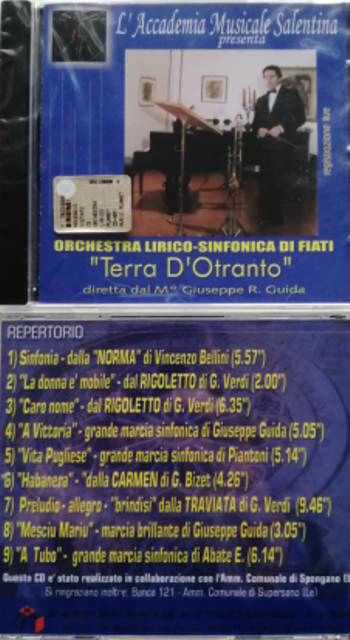 L'Accademia Musicale Salentina
presenta
registrazione live
ORCHESTRA LIRICO-SINFONICA DI FIATI
"Terra D'Otranto"
diretta dal M.° Giuseppe R. Guida
REPERTORIO
1) Sinfonia - dalla "NORMA" di Vincenzo Bellini (5.57")
2) "La donna e' mobile" - dal RIGOLETTO di G. Verdi (2.00")
3) "Caro nome" - dal RIGOLETTO di G. Verdi (6.35")
4) "A Vittoria" - grande marcia sinfonica di Giuseppe Guida (5.05")
5) "Vita Pugliese" - grande marcia sinfonica di Piantoni (5.14")
6) "Habanera" - "dalla CARMEN di G. Bizet (4.26")
7) Preludio - allegro - "brindisi" dalla TRAVIATA di G. Verdi (9.46")
8) "Mesciu Mariu" - marcia brillante di Giuseppe Guida (3.05")
9) "A Tubo" - grande marcia sinfonica di Abate E. (6.14")
Questo CD e' stato realizzato in collaborazione con l'Amm. Comunale di Spongano (Le)
Si ringraziano inoltre: Banca 121 - Amm. Comunale di Supersano (Le)